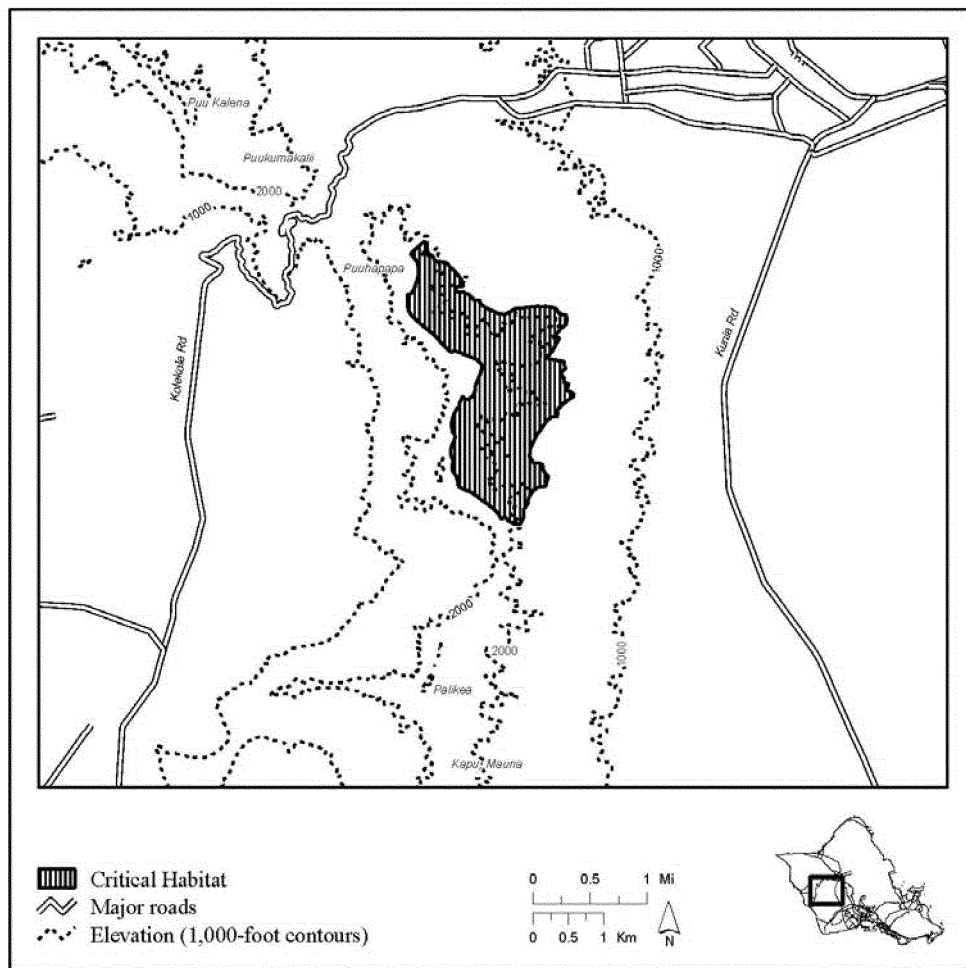 Puu Kalena
Puukumakalii
2000
1000
Puuhapapa
1000
Kolekole Rd
Kunia Rd
2000
2000
1000
Palikea
Kapu Mauna
Critical Habitat
Major roads
Elevation (1,000-foot contours)
0 0.5 1 Mi
0 0.5 1 Km
N